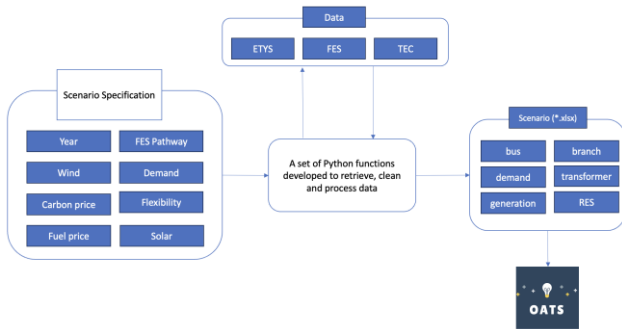 Data
ETYS
FES
TEC
Scenario Specification
Year
FES Pathway
Wind
Demand
Carbon price
Flexibility
Fuel price
Solar
A set of Python functions
developed to retrieve, clean
and process data
Scenario (*.xlsx)
bus
branch
demand
transformer
generation
RES
OATS